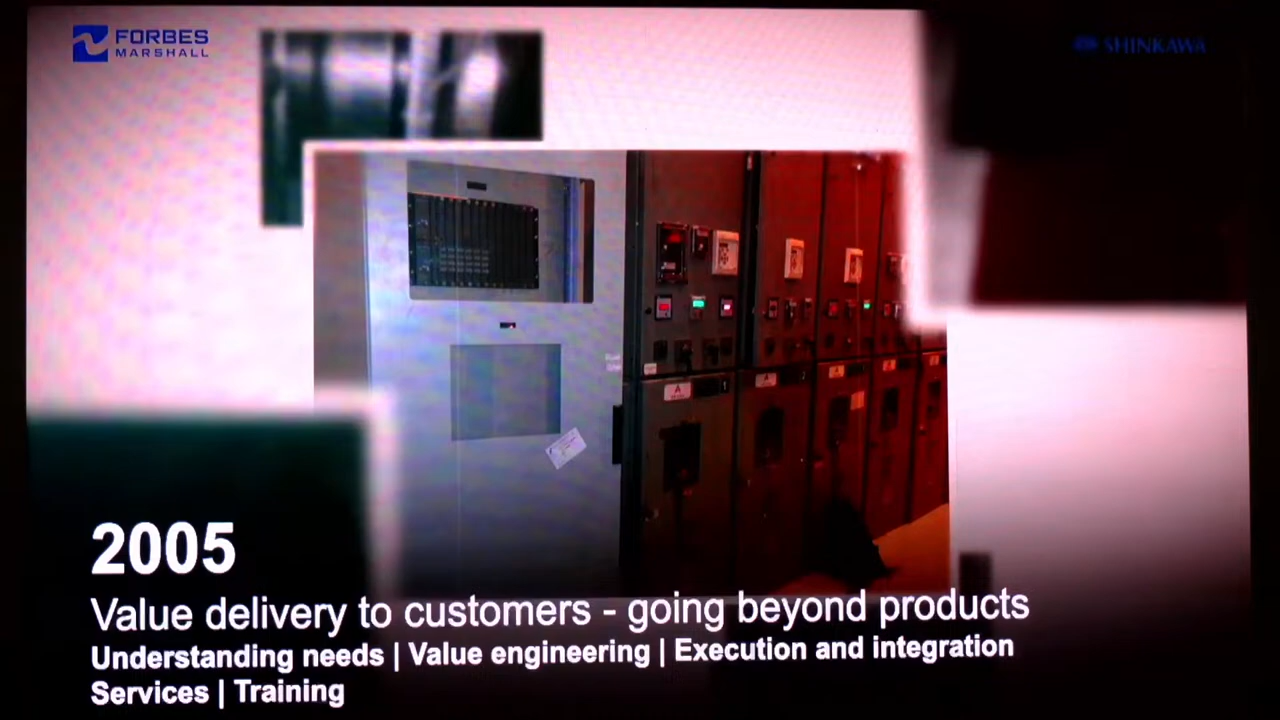 FORBES
MARSHALL
SHINKAWA
A
A
2005
Value delivery to customers - going beyond products
Understanding needs | Value engineering | Execution and integration
Services | Training